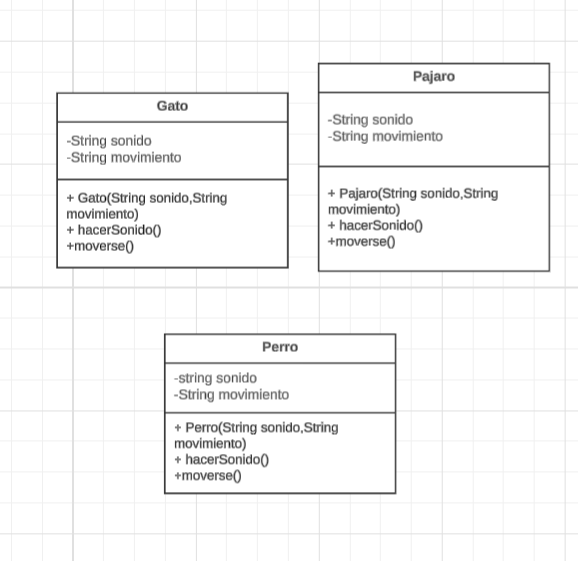 Gato
-String sonido
-String movimiento
+ Gato(String sonido,String
movimiento)
+ hacerSonido()
+moverse()
Pajaro
-String sonido
-String movimiento
+ Pajaro(String sonido,String
movimiento)
+ hacerSonido()
+moverse()
Perro
-string sonido
-String movimiento
+ Perro(String sonido,String
movimiento)
+ hacerSonido()
+moverse()